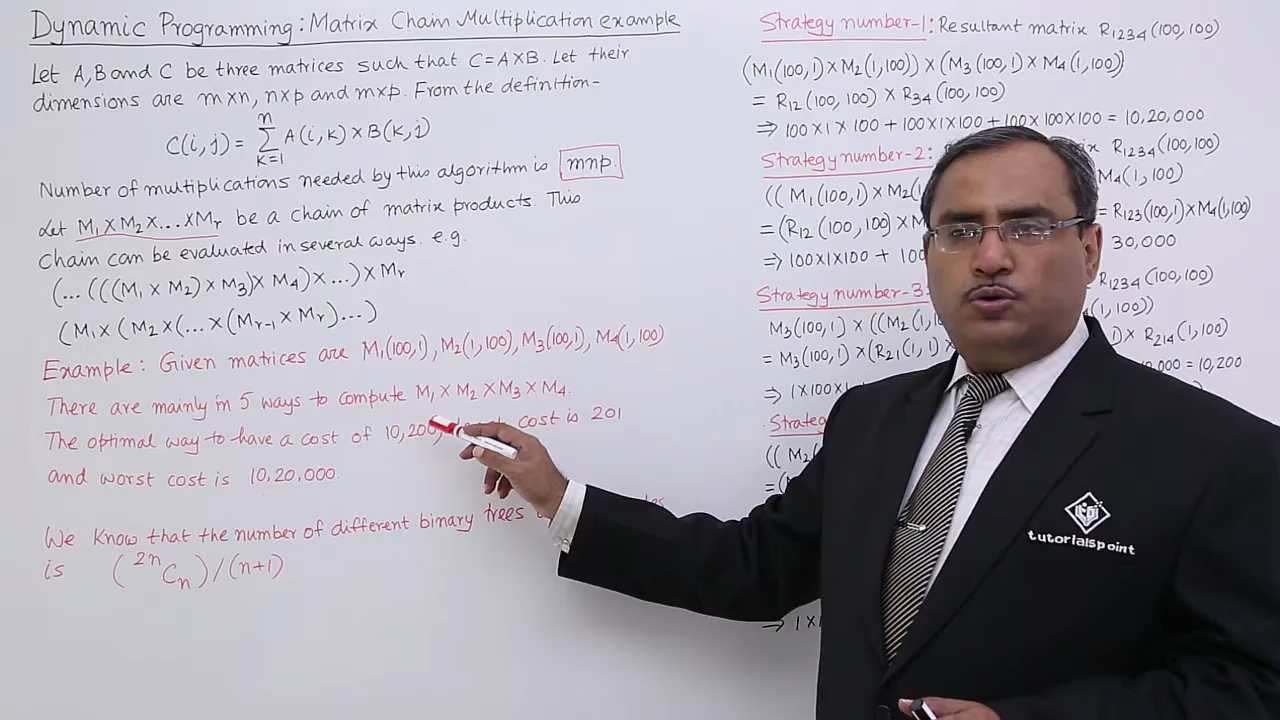 Dynamic Programming: Matrix Chain Multiplication example
Let A,B and C be three matrices such that C=A×B. Let their
dimensions are m×n, n×p and m×p. From the definition-
C(i,j) = n Σ k=1 A(i,k) × B(k,j)
Number of multiplications needed by this algorithm is mnp.
Let M₁×M₂×...×Mᵣ be a chain of matrix products. This
chain can be evaluated in several ways. e.g.
(...(((M₁ × M₂) × M₃) × M₄) ×...) × Mᵣ
(M₁ × (M₂ × (... × (Mᵣ₋₁ × Mᵣ)...)
Example: Given matrices are M₁(100,1), M₂(1,100), M₃(100,1), M₄(1,100)
There are mainly in 5 ways to compute M₁ × M₂ × M₃ × M₄.
The optimal way to have a cost of 10,200, cost is 201
and worst cost is 10,20,000.
We know that the number of different binary trees
is (²ⁿCₙ)/(n+1)
Strategy number-1: Resultant matrix R₁₂₃₄(100,100)
(M₁(100,1) × M₂(1,100)) × (M₃(100,1) × M₄(1,100))
= R₁₂(100,100) × R₃₄(100,100)
⇒ 100×1×100 + 100×1×100 + 100×100×100 = 10,20,000
Strategy number-2: R₁₂₃₄(100,100)
((M₁(100,1) × M₂(1, M₄(1,100)
= (R₁₂(100,100) × M = R₁₂₃(100,1) × M₄(1,100)
⇒ 100×1×100 + 100 30,000
Strategy number-3: R₁₂₃₄(100,100)
M₃(100,1) × ((M₂(1, (1,100))
= M₃(100,1) × (R₂₁(1,1) × R₂₁₄(1,100)
⇒ 1×100×1 = 10,200
((M₂(
⇒ 1×1
tutorialspoint